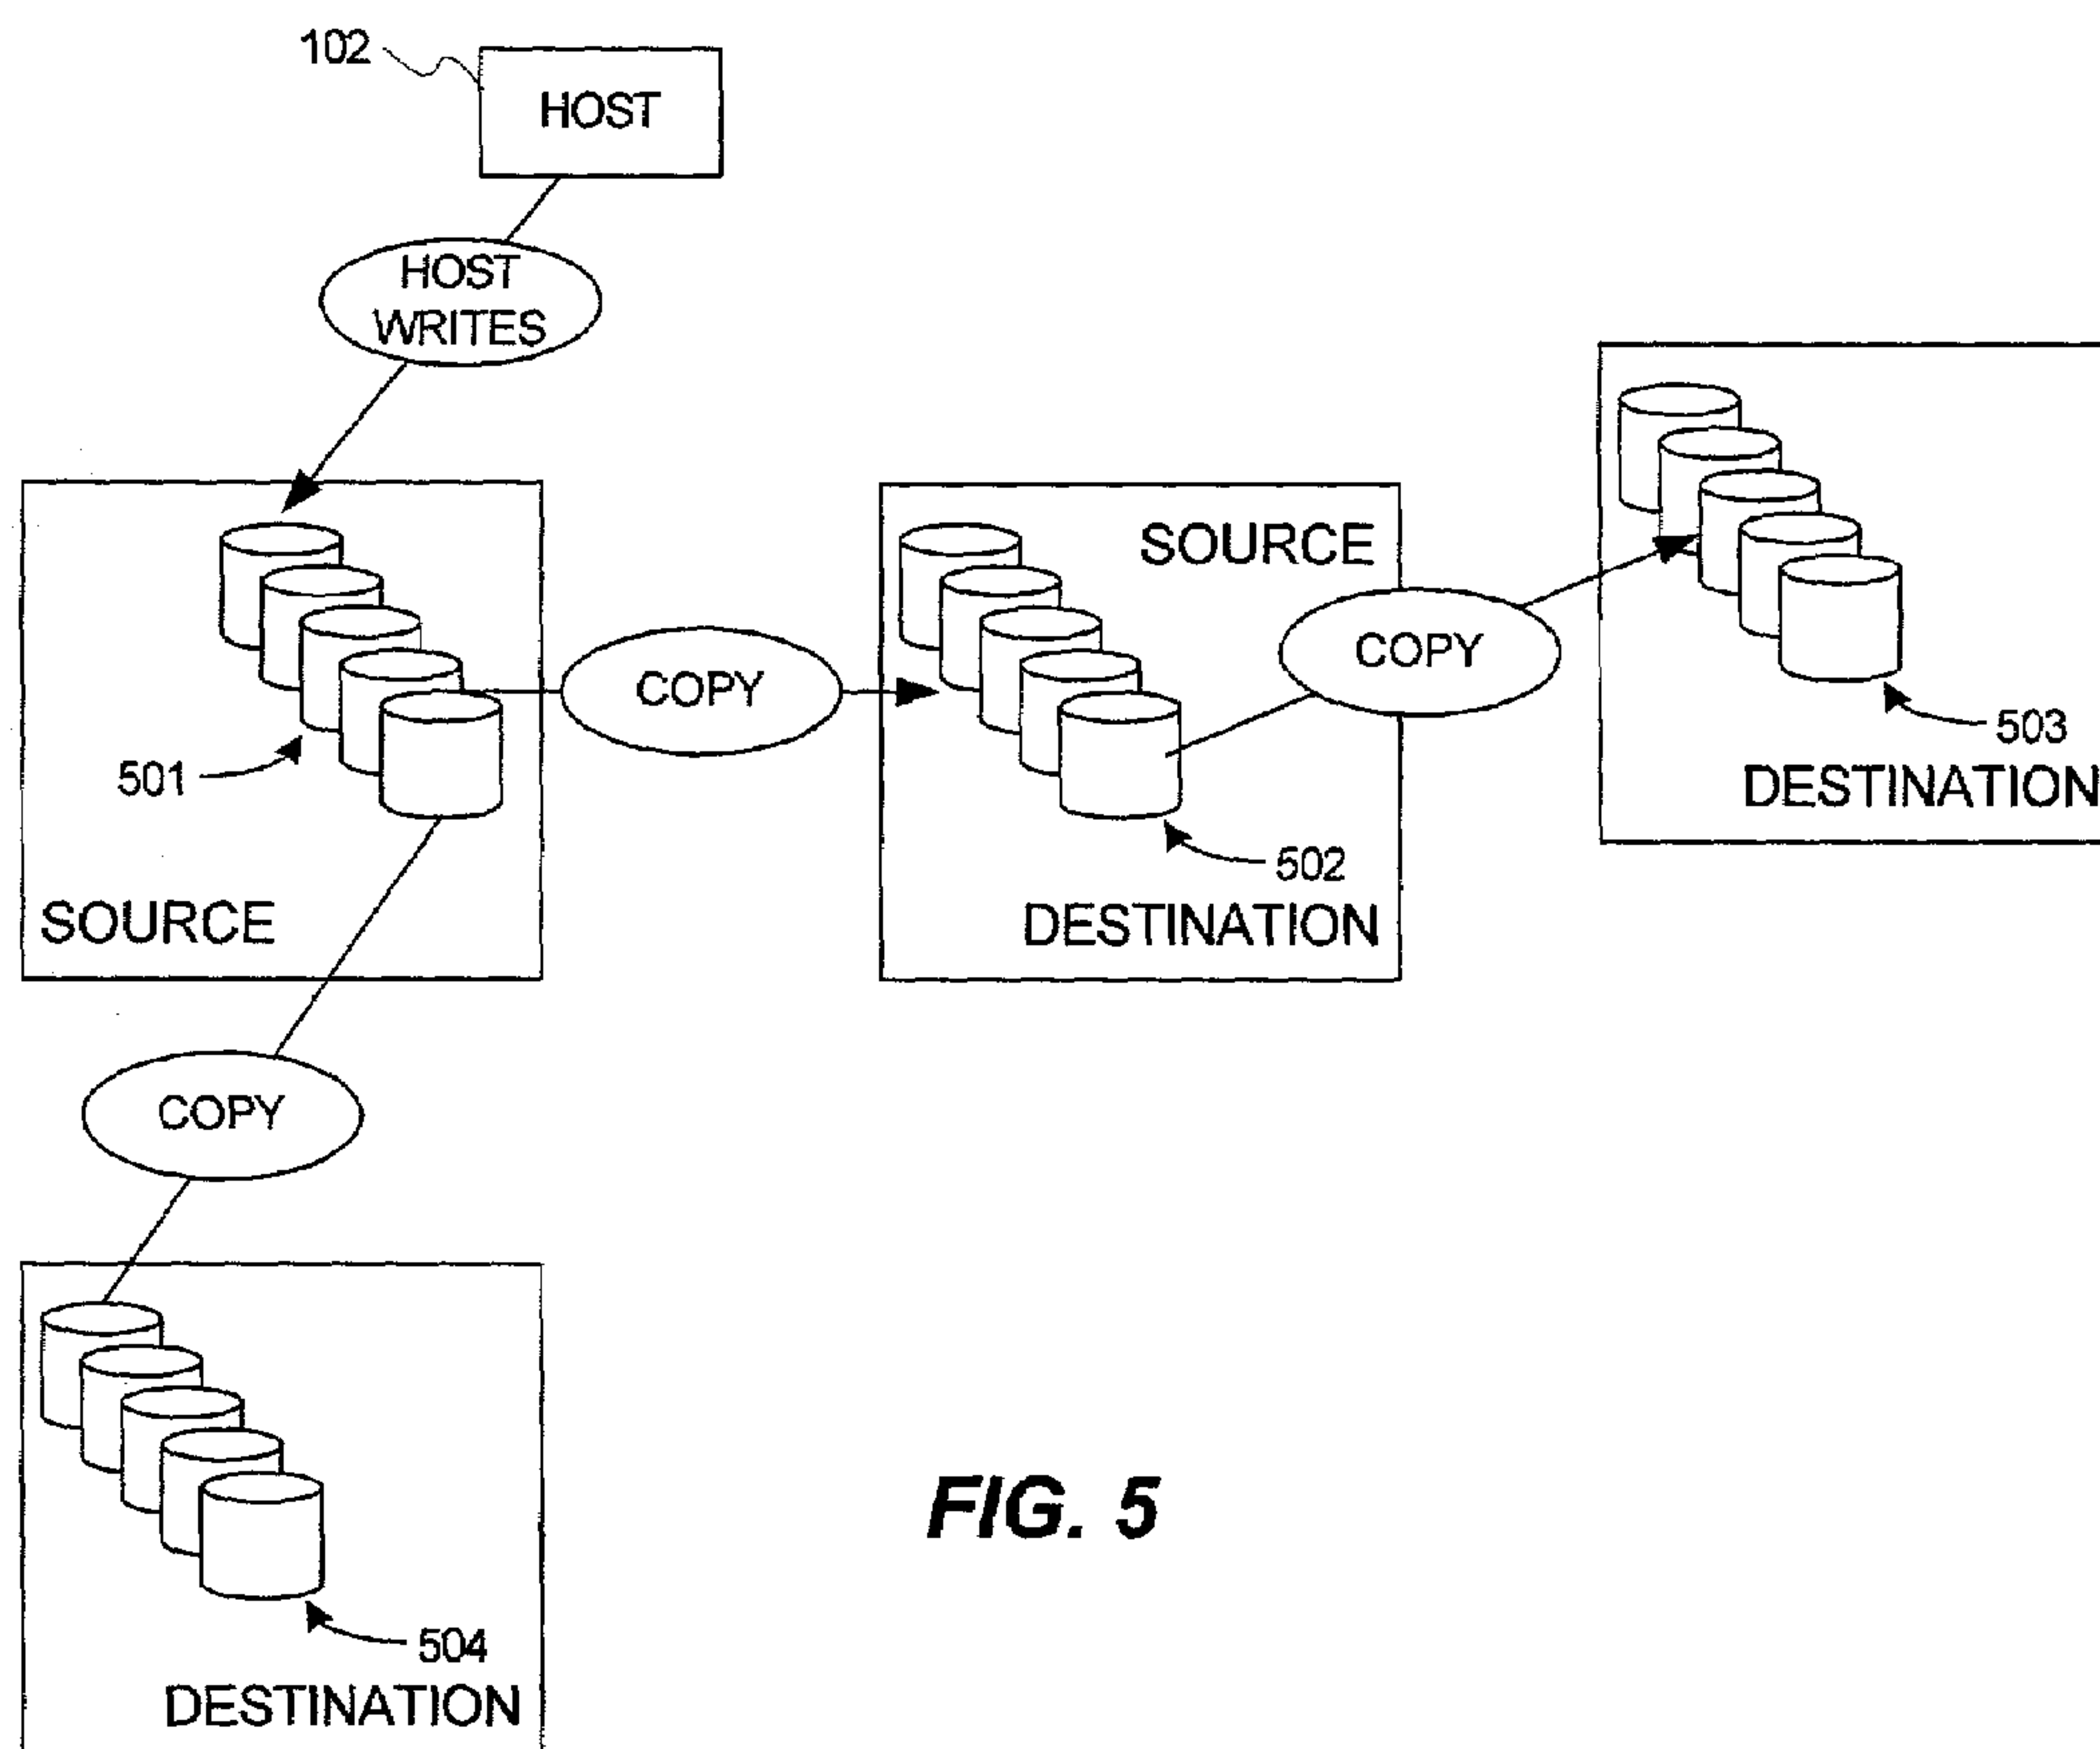 102
HOST
HOST
WRITES
SOURCE
COPY
COPY
501
503
DESTINATION
502
SOURCE
DESTINATION
COPY
504
DESTINATION
FIG. 5